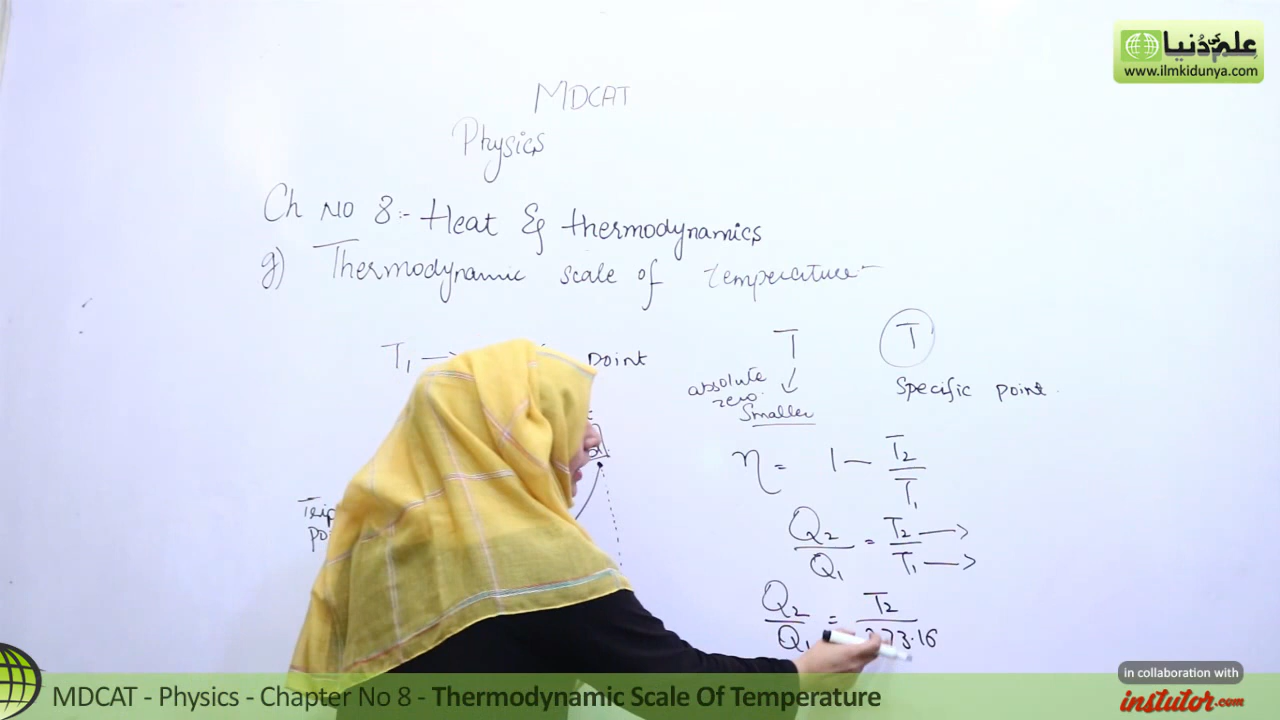 علم کی دُنیا
www.ilmkidunya.com
MDCAT
Physics
Ch No 8:- Heat & thermodynamics
g) Thermodynamic scale of temperature
T₁ → point
T T
absolute zero.
Smaller
Specific point.
η = 1 - T₂/T₁
Q₂/Q₁ = T₂/T₁
Q₂/Q₁ = T₂/273.16
in collaboration with
instutor.com
MDCAT - Physics - Chapter No 8 - Thermodynamic Scale Of Temperature